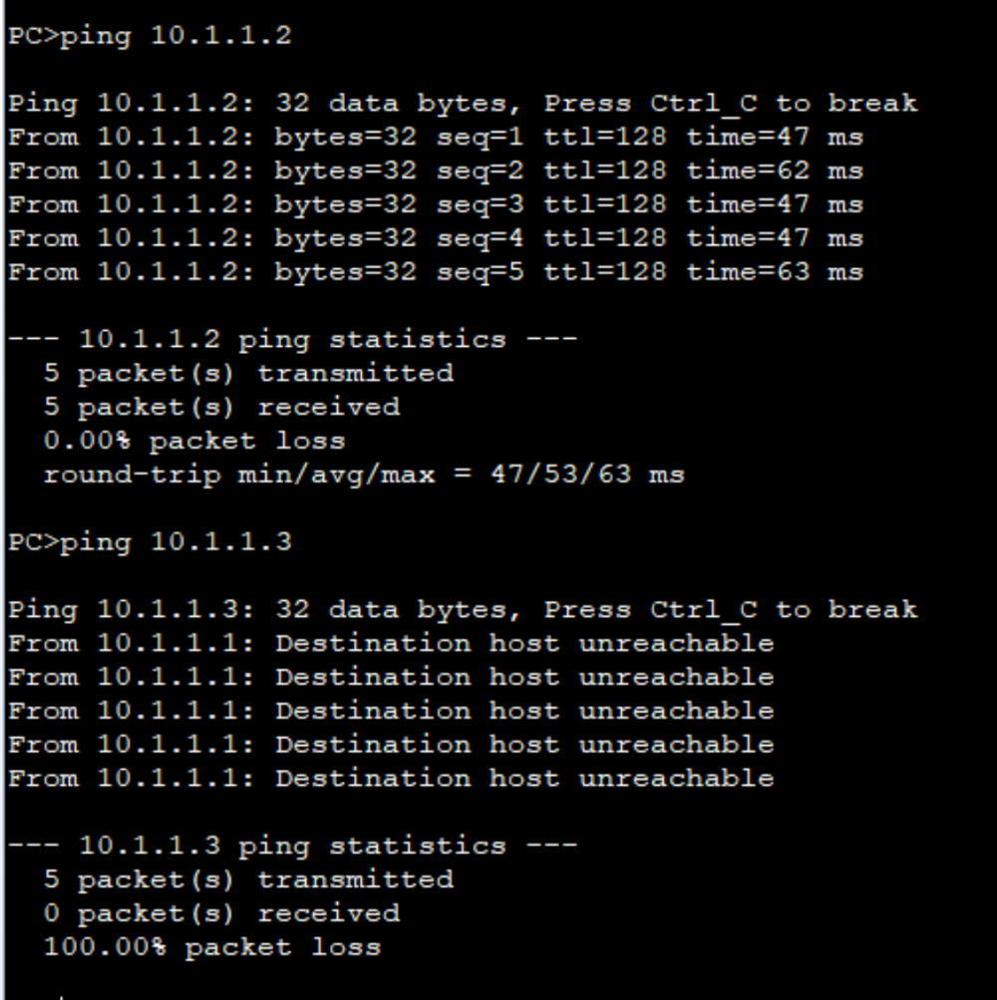 PC>ping 10.1.1.2
Ping 10.1.1.2: 32 data bytes, Press Ctrl_C to break
From 10.1.1.2: bytes=32 seq=1 ttl=128 time=47 ms
From 10.1.1.2: bytes=32 seq=2 ttl=128 time=62 ms
From 10.1.1.2: bytes=32 seq=3 ttl=128 time=47 ms
From 10.1.1.2: bytes=32 seq=4 ttl=128 time=47 ms
From 10.1.1.2: bytes=32 seq=5 ttl=128 time=63 ms
--- 10.1.1.2 ping statistics ---
5 packet(s) transmitted
5 packet(s) received
0.00% packet loss
round-trip min/avg/max = 47/53/63 ms
PC>ping 10.1.1.3
Ping 10.1.1.3: 32 data bytes, Press Ctrl_C to break
From 10.1.1.1: Destination host unreachable
From 10.1.1.1: Destination host unreachable
From 10.1.1.1: Destination host unreachable
From 10.1.1.1: Destination host unreachable
From 10.1.1.1: Destination host unreachable
--- 10.1.1.3 ping statistics ---
5 packet(s) transmitted
0 packet(s) received
100.00% packet loss